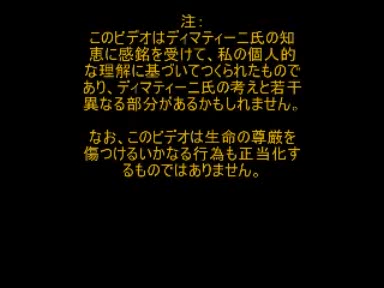 注:
このビデオはディマティーニ氏の知
恵に感銘を受けて、私の個人的
な理解に基づいてつくられたもので
あり、ディマティーニ氏の考えと若干
異なる部分があるかもしれません。
なお、このビデオは生命の尊厳を
傷つけるいかなる行為も正当化す
るものではありません。